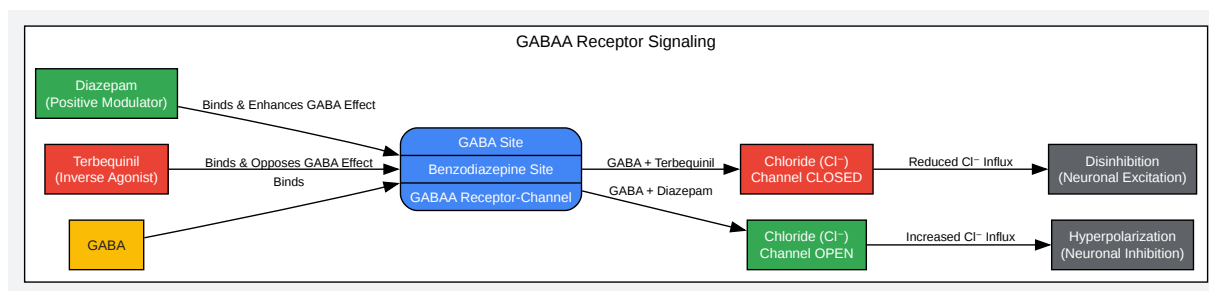 GABAA Receptor Signaling
Diazepam
(Positive Modulator)
Binds & Enhances GABA Effect
Terbequinil
(Inverse Agonist)
Binds & Opposes GABA Effect
Binds
GABA
GABA Site
Benzodiazepine Site
GABAA Receptor-Channel
GABA + Terbequinil
GABA + Diazepam
Chloride (Cl⁻)
Channel CLOSED
Reduced Cl⁻ Influx
Disinhibition
(Neuronal Excitation)
Chloride (Cl⁻)
Channel OPEN
Increased Cl⁻ Influx
Hyperpolarization
(Neuronal Inhibition)